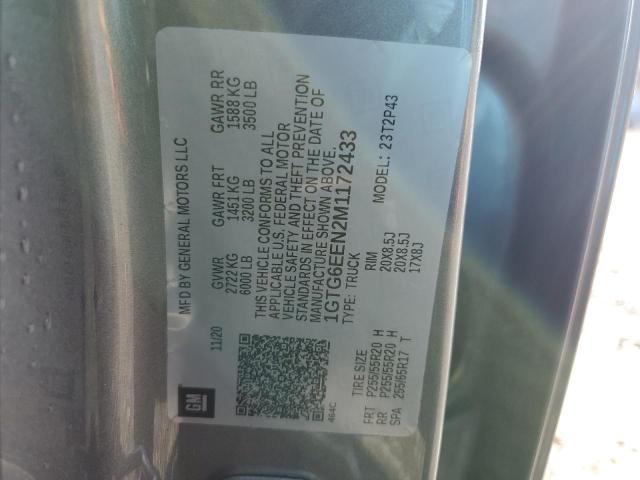 MFD BY GENERAL MOTORS LLC
11/20 GVWR GAWR FRT GAWR RR
2722 KG 1451 KG 1588 KG
6000 LB 3200 LB 3500 LB
THIS VEHICLE CONFORMS TO ALL
APPLICABLE U.S. FEDERAL MOTOR
VEHICLE SAFETY AND THEFT PREVENTION
STANDARDS IN EFFECT ON THE DATE OF
MANUFACTURE SHOWN ABOVE.
1GTG6EEN2M1172433
TYPE: TRUCK MODEL: 23T2P43
GM
464C
TIRE SIZE RIM
FRT P255/55R20 H 20X8.5J
RR P255/55R20 H 20X8.5J
SPA 255/65R17 T 17X8J